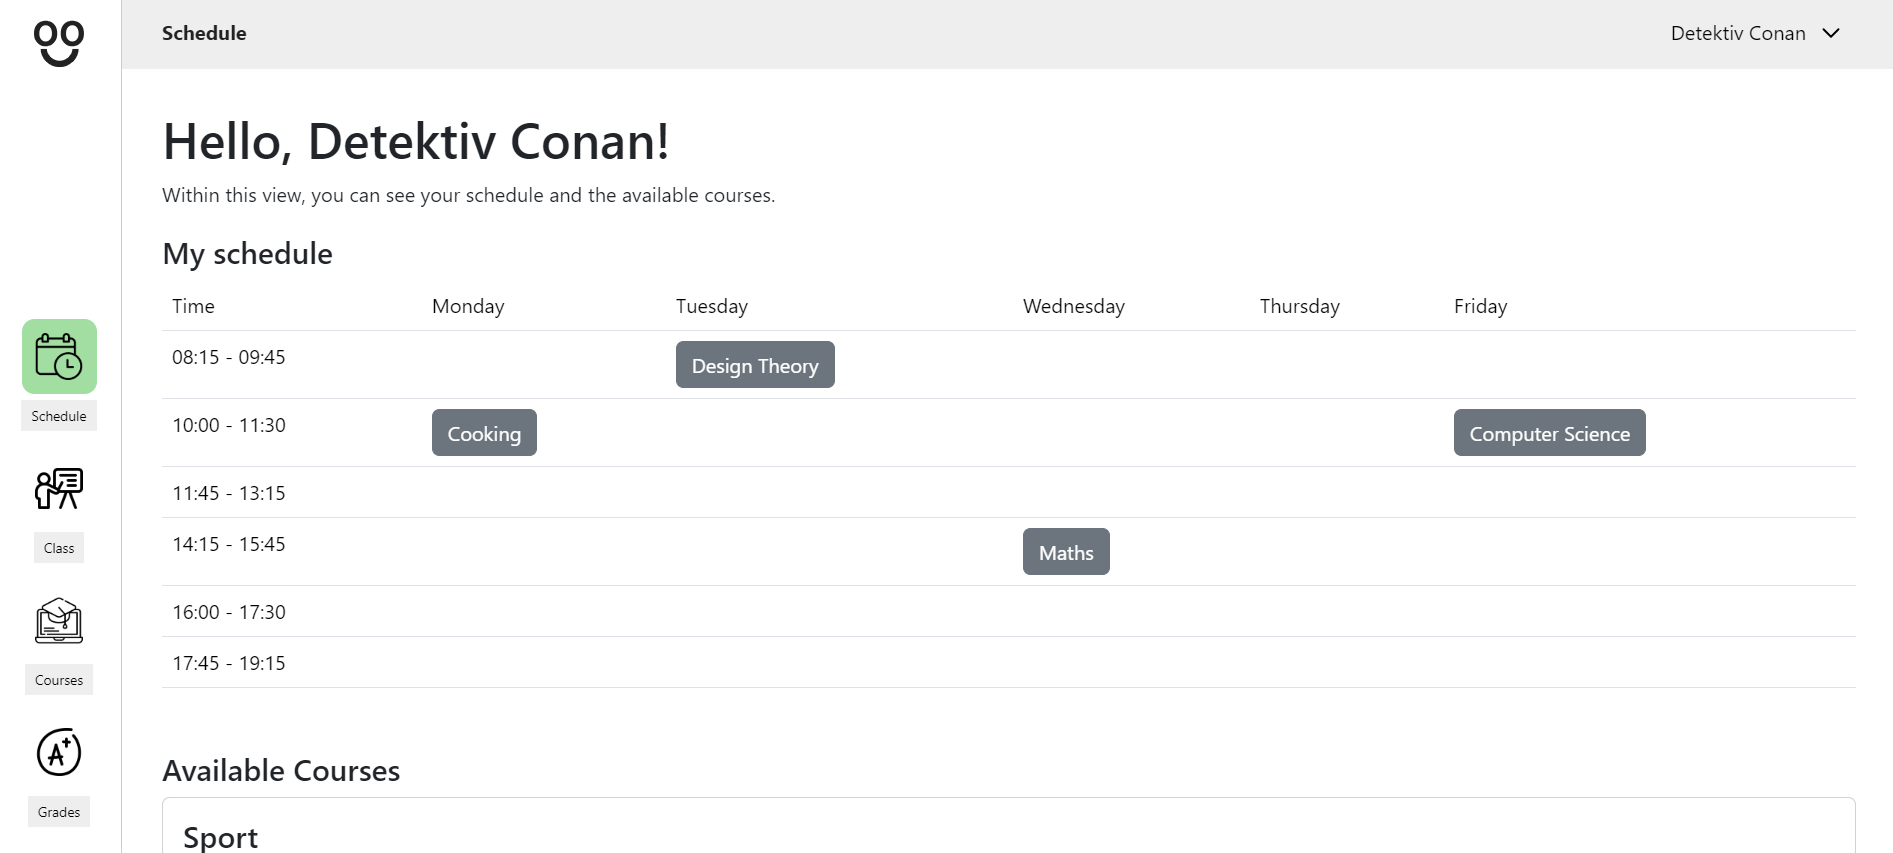 Schedule
Detektiv Conan
Hello, Detektiv Conan!
Within this view, you can see your schedule and the available courses.
My schedule
Time Monday Tuesday Wednesday Thursday Friday
08:15 - 09:45 Design Theory
10:00 - 11:30 Cooking Computer Science
11:45 - 13:15
14:15 - 15:45 Maths
16:00 - 17:30
17:45 - 19:15
Available Courses
Sport
Schedule
Class
Courses
A+
Grades